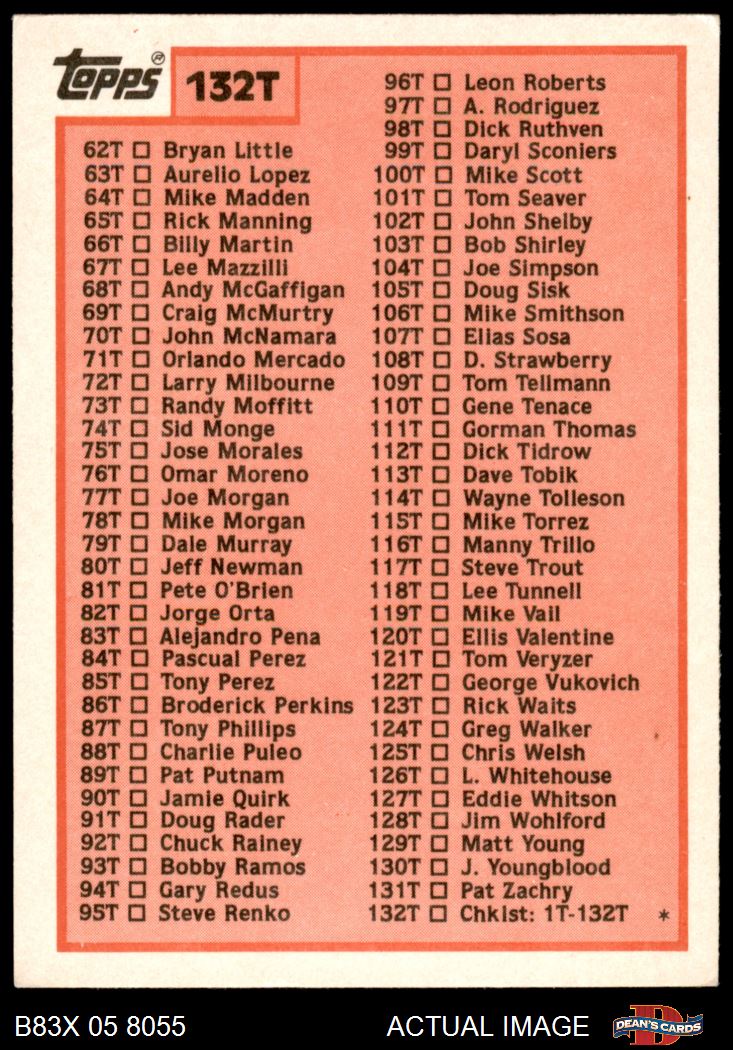 Topps®
132T
62T Bryan Little
63T Aurelio Lopez
64T Mike Madden
65T Rick Manning
66T Billy Martin
67T Lee Mazzilli
68T Andy McGaffigan
69T Craig McMurtry
70T John McNamara
71T Orlando Mercado
72T Larry Milbourne
73T Randy Moffitt
74T Sid Monge
75T Jose Morales
76T Omar Moreno
77T Joe Morgan
78T Mike Morgan
79T Dale Murray
80T Jeff Newman
81T Pete O'Brien
82T Jorge Orta
83T Alejandro Pena
84T Pascual Perez
85T Tony Perez
86T Broderick Perkins
87T Tony Phillips
88T Charlie Puleo
89T Pat Putnam
90T Jamie Quirk
91T Doug Rader
92T Chuck Rainey
93T Bobby Ramos
94T Gary Redus
95T Steve Renko
96T Leon Roberts
97T A. Rodriguez
98T Dick Ruthven
99T Daryl Sconiers
100T Mike Scott
101T Tom Seaver
102T John Shelby
103T Bob Shirley
104T Joe Simpson
105T Doug Sisk
106T Mike Smithson
107T Elias Sosa
108T D. Strawberry
109T Tom Tellmann
110T Gene Tenace
111T Gorman Thomas
112T Dick Tidrow
113T Dave Tobik
114T Wayne Tolleson
115T Mike Torrez
116T Manny Trillo
117T Steve Trout
118T Lee Tunnell
119T Mike Vail
120T Ellis Valentine
121T Tom Veryzer
122T George Vukovich
123T Rick Waits
124T Greg Walker
125T Chris Welsh
126T L. Whitehouse
127T Eddie Whitson
128T Jim Wohlford
129T Matt Young
130T J. Youngblood
131T Pat Zachry
132T Chklst: 1T-132T *
B83X 05 8055
ACTUAL IMAGE
D
DEAN'S CARDS